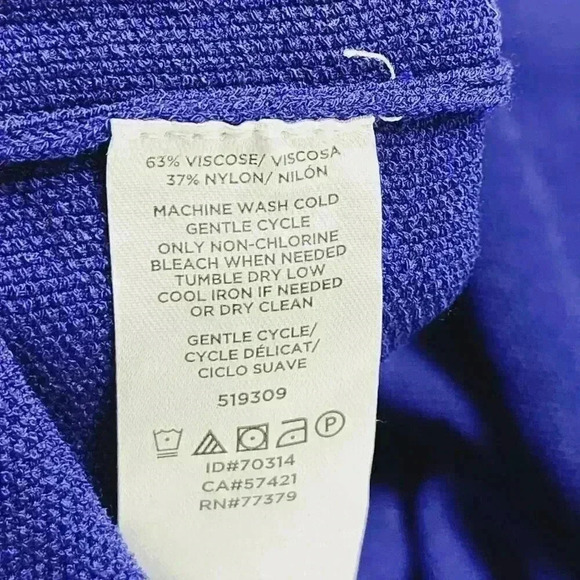 63% VISCOSE/ VISCOSA
37% NYLON/ NILÓN
MACHINE WASH COLD
GENTLE CYCLE
ONLY NON-CHLORINE
BLEACH WHEN NEEDED
TUMBLE DRY LOW
COOL IRON IF NEEDED
OR DRY CLEAN
GENTLE CYCLE/
CYCLE DÉLICAT/
CICLO SUAVE
519309
P
ID#70314
CA#57421
RN#77379